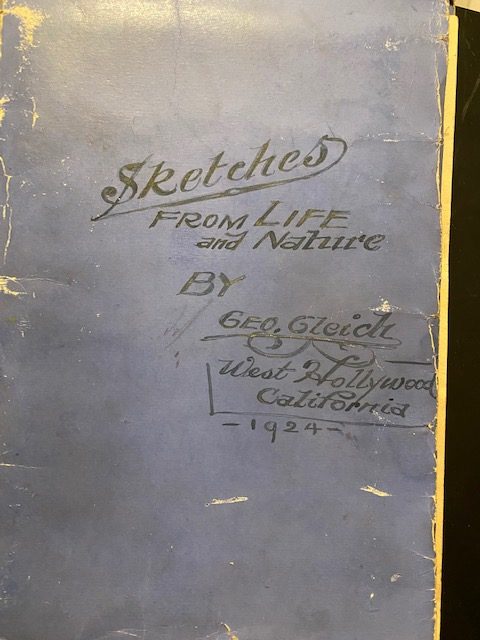 Sketches
FROM LIFE
and Nature
BY
GEO. Gleich
West Hollywood
California
-1924-